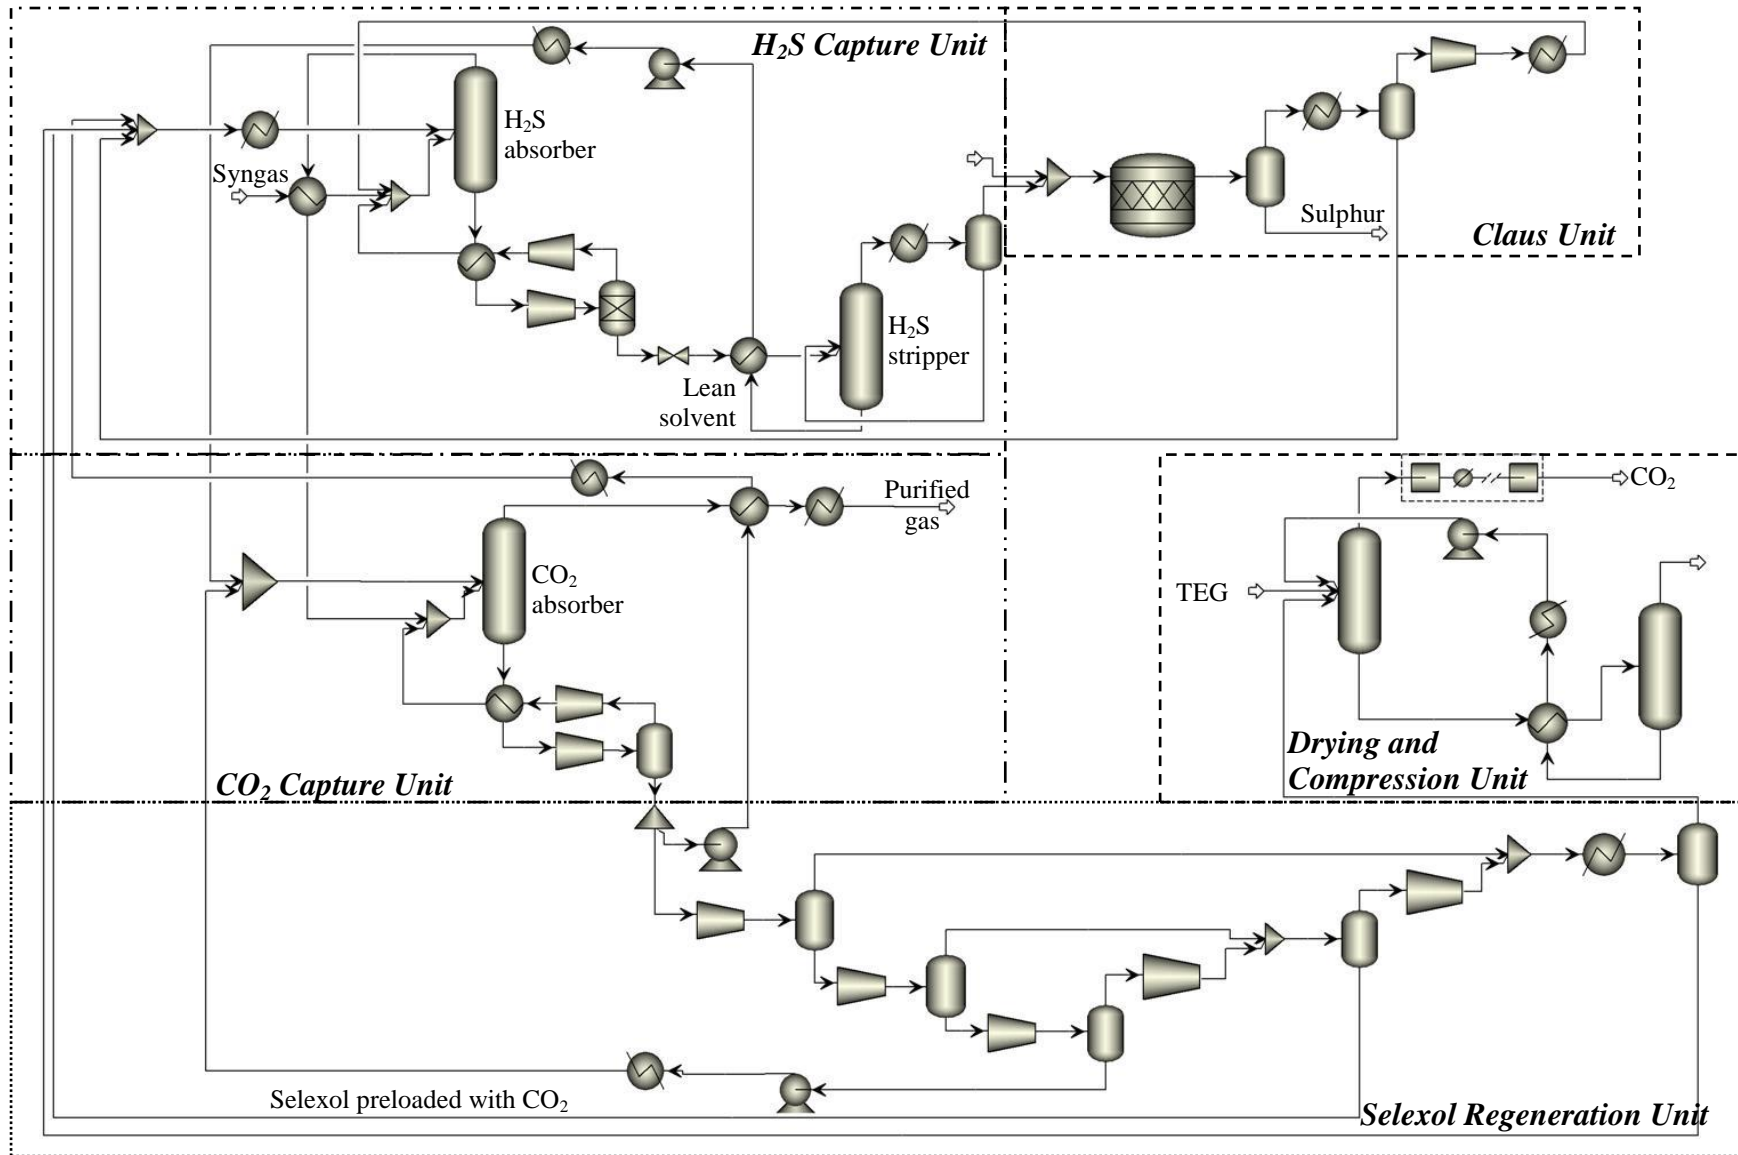 H₂S Capture Unit
H₂S
absorber
Syngas
Sulphur
Claus Unit
H₂S
stripper
Lean
solvent
Purified
gas
CO₂
CO₂
absorber
TEG
Drying and
Compression Unit
CO₂ Capture Unit
Selexol preloaded with CO₂
Selexol Regeneration Unit